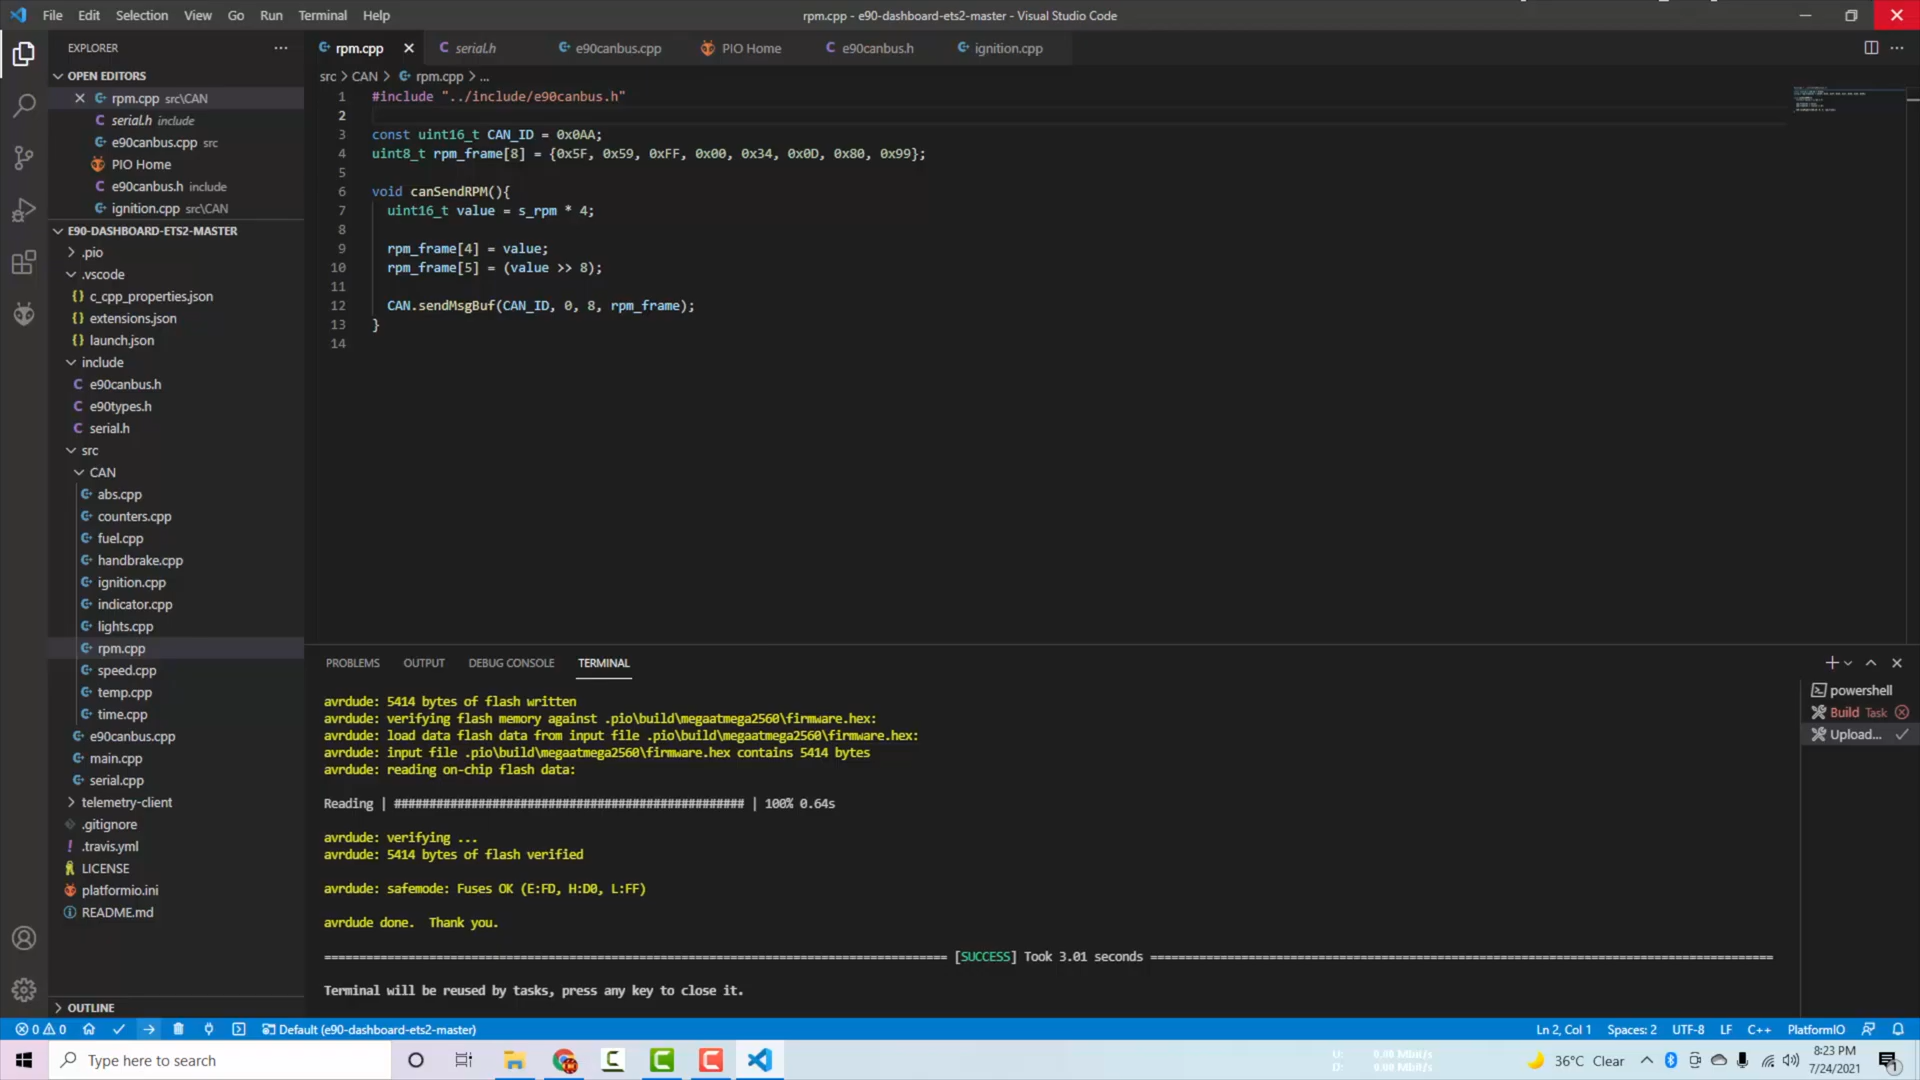 File Edit Selection View Go Run Terminal Help
rpm.cpp - e90-dashboard-ets2-master - Visual Studio Code
EXPLORER
OPEN EDITORS
rpm.cpp src\CAN
serial.h include
e90canbus.cpp src
PIO Home
e90canbus.h include
ignition.cpp src\CAN
E90-DASHBOARD-ETS2-MASTER
.pio
.vscode
{} c_cpp_properties.json
{} extensions.json
{} launch.json
include
C e90canbus.h
C e90types.h
C serial.h
src
CAN
abs.cpp
counters.cpp
fuel.cpp
handbrake.cpp
ignition.cpp
indicator.cpp
lights.cpp
rpm.cpp
speed.cpp
temp.cpp
time.cpp
e90canbus.cpp
main.cpp
serial.cpp
telemetry-client
.gitignore
! .travis.yml
LICENSE
platformio.ini
README.md
OUTLINE
rpm.cpp serial.h e90canbus.cpp PIO Home e90canbus.h ignition.cpp
src > CAN > rpm.cpp > ...
1 #include "../include/e90canbus.h"
2
3 const uint16_t CAN_ID = 0x0AA;
4 uint8_t rpm_frame[8] = {0x5F, 0x59, 0xFF, 0x00, 0x34, 0x0D, 0x80, 0x99};
5
6 void canSendRPM(){
7 uint16_t value = s_rpm * 4;
8
9 rpm_frame[4] = value;
10 rpm_frame[5] = (value >> 8);
11
12 CAN.sendMsgBuf(CAN_ID, 0, 8, rpm_frame);
13 }
14
PROBLEMS OUTPUT DEBUG CONSOLE TERMINAL
avrdude: 5414 bytes of flash written
avrdude: verifying flash memory against .pio\build\megaatmega2560\firmware.hex:
avrdude: load data flash data from input file .pio\build\megaatmega2560\firmware.hex:
avrdude: input file .pio\build\megaatmega2560\firmware.hex contains 5414 bytes
avrdude: reading on-chip flash data:
Reading | ################################################## | 100% 0.64s
avrdude: verifying ...
avrdude: 5414 bytes of flash verified
avrdude: safemode: Fuses OK (E:FD, H:D0, L:FF)
avrdude done. Thank you.
[SUCCESS] Took 3.01 seconds
Terminal will be reused by tasks, press any key to close it.
powershell
Build Task
Upload...
0 0 Default (e90-dashboard-ets2-master)
Ln 2, Col 1 Spaces: 2 UTF-8 LF C++ PlatformIO
Type here to search
U: 0.00 Mbit/s
D: 0.00 Mbit/s
36°C Clear
8:23 PM
7/24/2021
1